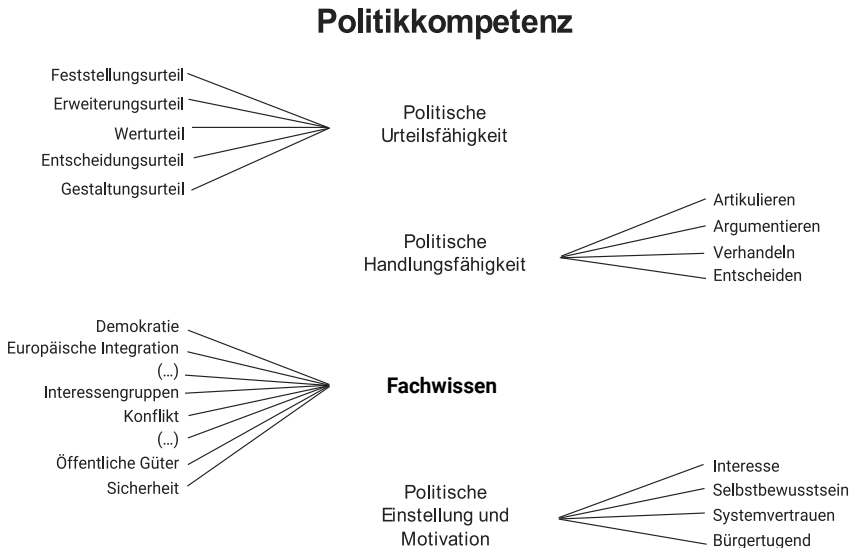 Politikkompetenz
Feststellungsurteil
Erweiterungsurteil
Werturteil
Entscheidungsurteil
Gestaltungsurteil
Politische
Urteilsfähigkeit
Politische
Handlungsfähigkeit
Artikulieren
Argumentieren
Verhandeln
Entscheiden
Demokratie
Europäische Integration
(...)
Interessengruppen
Konflikt
(...)
Öffentliche Güter
Sicherheit
Fachwissen
Politische
Einstellung und
Motivation
Interesse
Selbstbewusstsein
Systemvertrauen
Bürgertugend